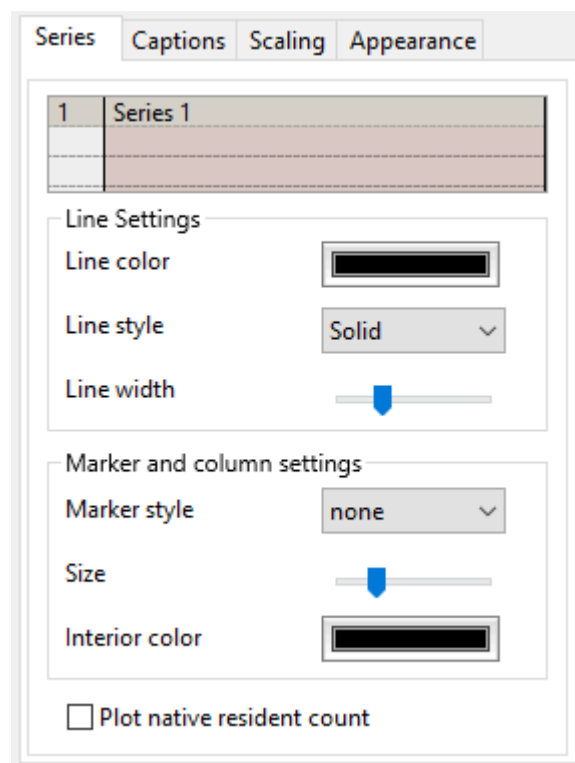 Series Captions Scaling Appearance
1 Series 1
Line Settings
Line color
Line style Solid
Line width
Marker and column settings
Marker style none
Size
Interior color
Plot native resident count